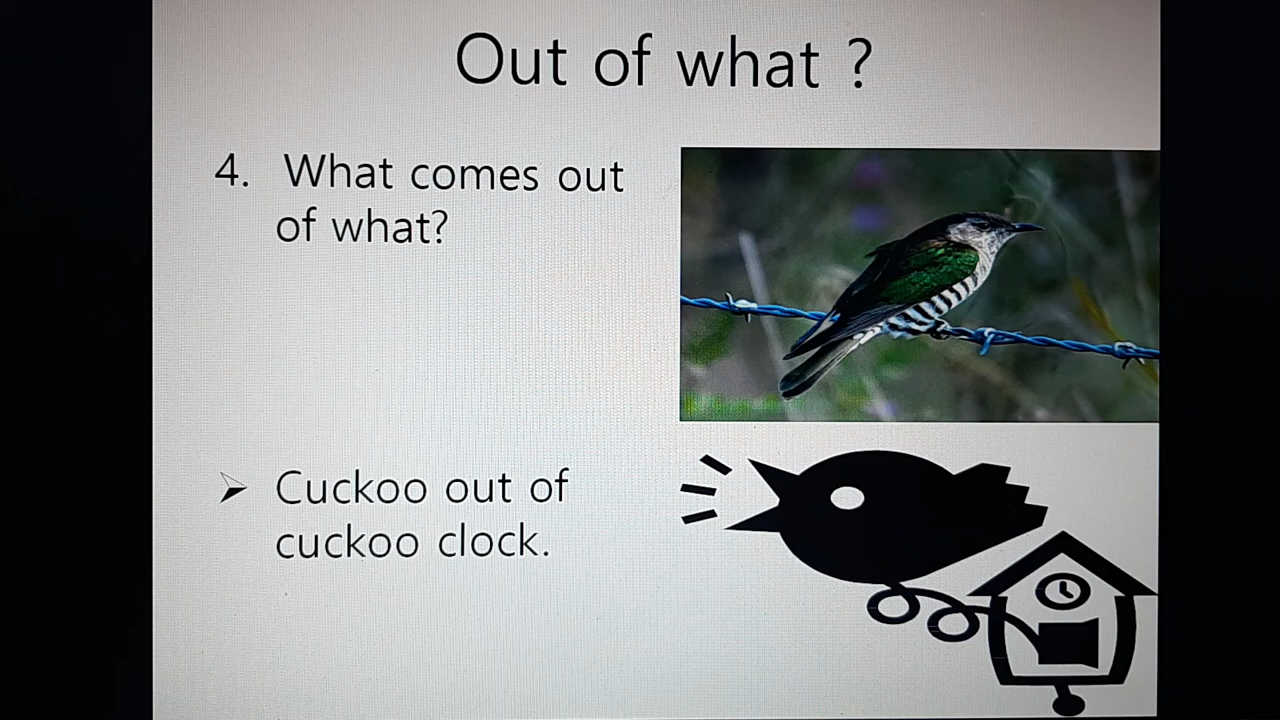 Out of what ?
4. What comes out
of what?
➢ Cuckoo out of
cuckoo clock.